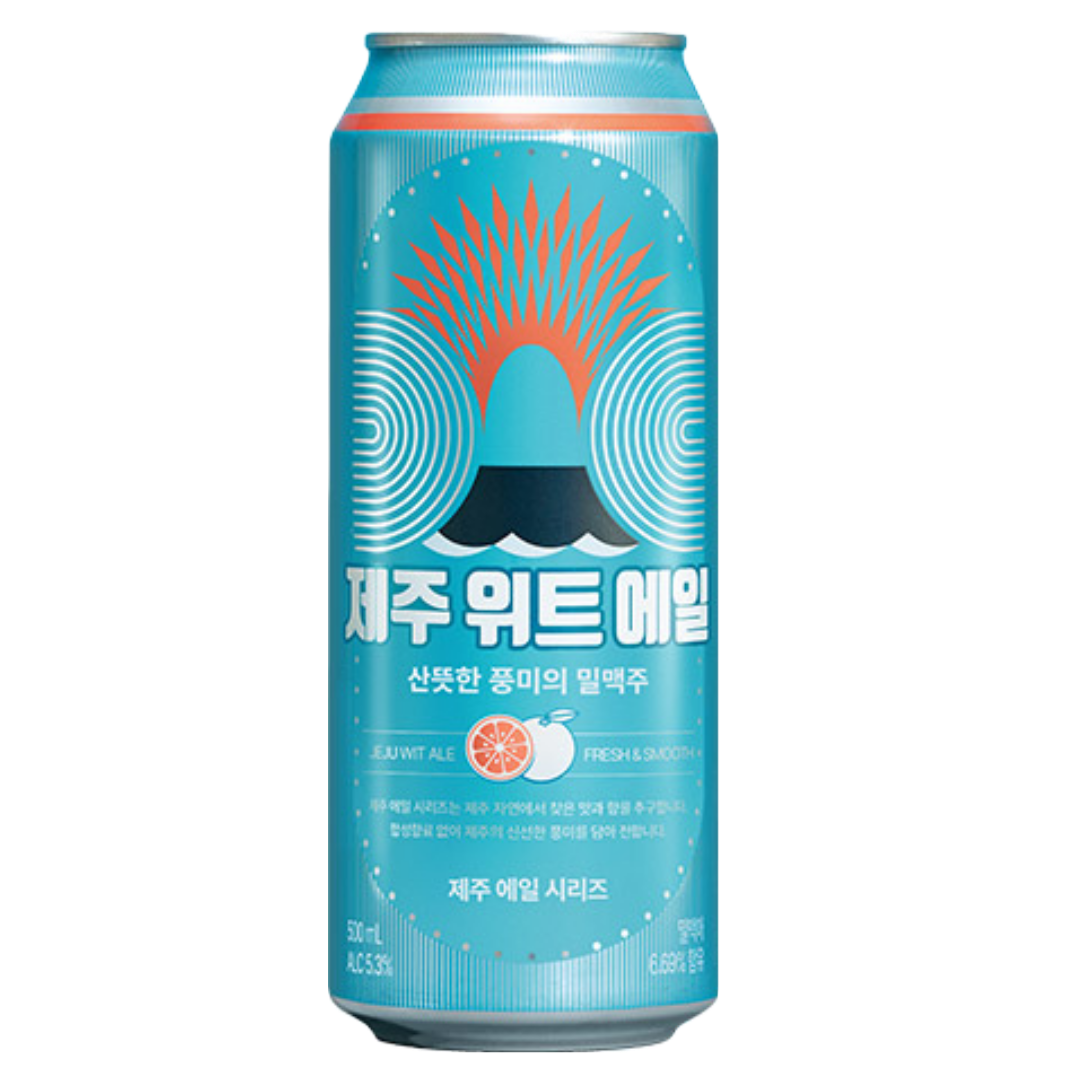 제주 위트 에일
산뜻한 풍미의 밀맥주
JEJU WIT ALE
FRESH & SMOOTH
제주 에일 시리즈는 제주 자연에서 찾은 맛과 향을 추구합니다.
합성향료 없이 제주의 신선한 풍미를 담아 전합니다.
제주 에일 시리즈
500 mL
ALC 5.3%
밀맥아
6.69% 함유